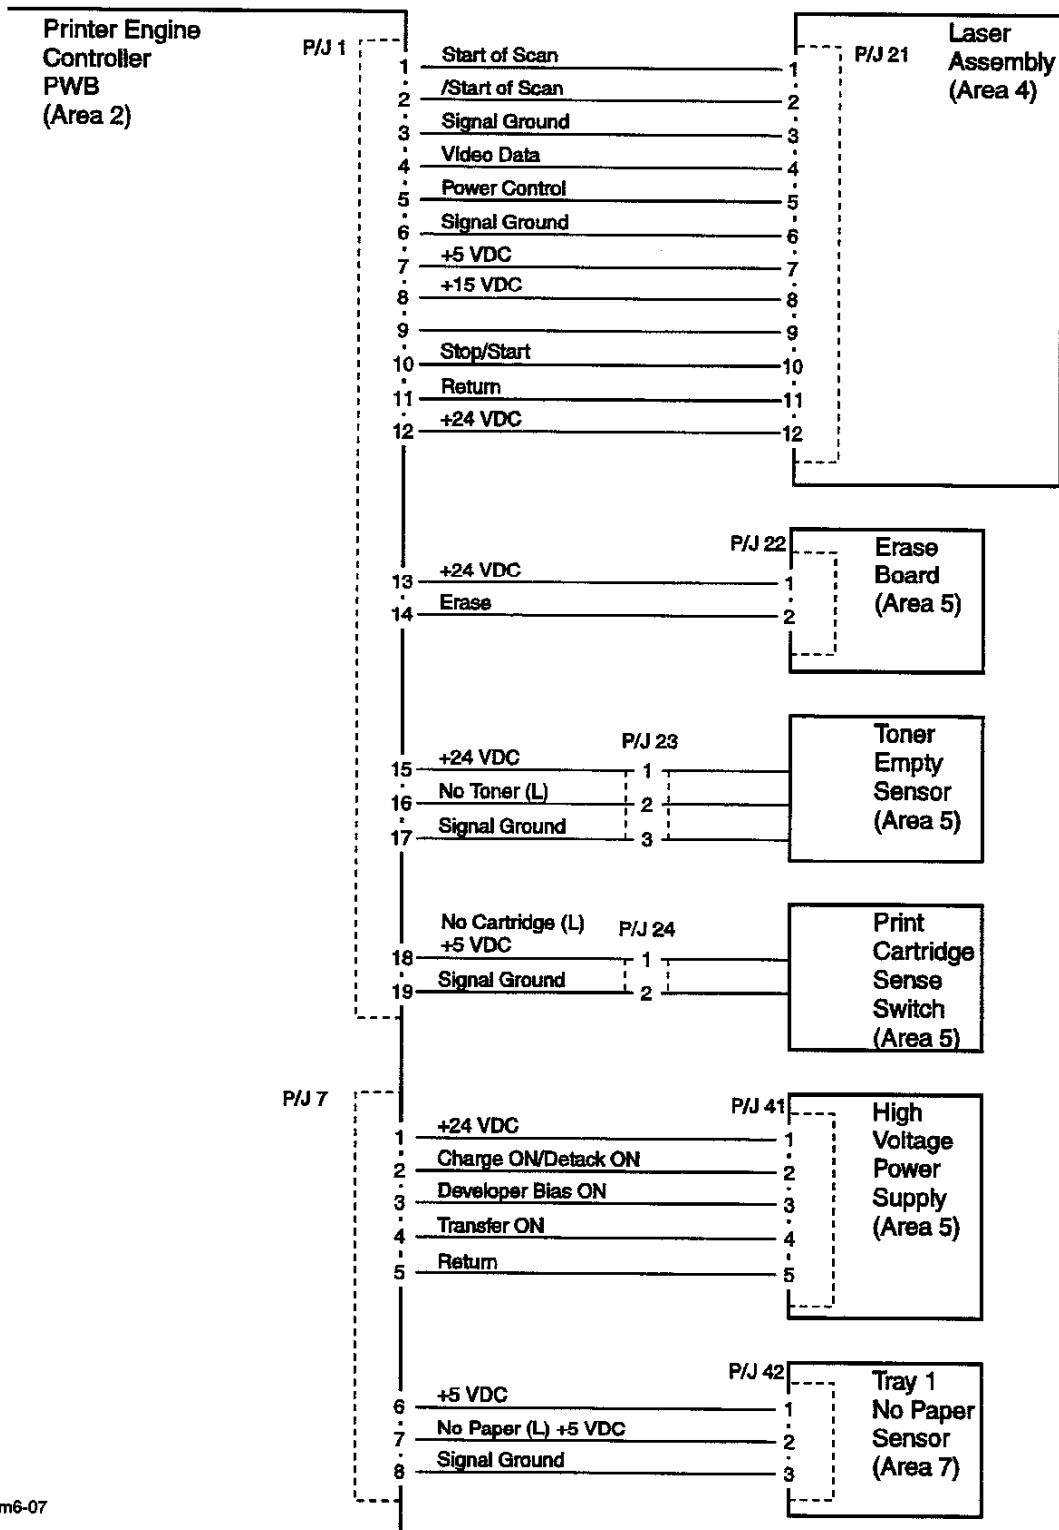 Printer Engine
Controller
PWB
(Area 2)
P/J 1
P/J 21
Laser
Assembly
(Area 4)
1 Start of Scan 1
2 /Start of Scan 2
3 Signal Ground 3
4 Video Data 4
5 Power Control 5
6 Signal Ground 6
7 +5 VDC 7
8 +15 VDC 8
9 9
10 Stop/Start 10
11 Return 11
12 +24 VDC 12
P/J 22
Erase
Board
(Area 5)
13 +24 VDC 1
14 Erase 2
P/J 23
Toner
Empty
Sensor
(Area 5)
15 +24 VDC 1
16 No Toner (L) 2
17 Signal Ground 3
P/J 24
Print
Cartridge
Sense
Switch
(Area 5)
No Cartridge (L)
18 +5 VDC 1
19 Signal Ground 2
P/J 7
P/J 41
High
Voltage
Power
Supply
(Area 5)
1 +24 VDC 1
2 Charge ON/Detack ON 2
3 Developer Bias ON 3
4 Transfer ON 4
5 Return 5
P/J 42
Tray 1
No Paper
Sensor
(Area 7)
6 +5 VDC 1
7 No Paper (L) +5 VDC 2
8 Signal Ground 3
m6-07